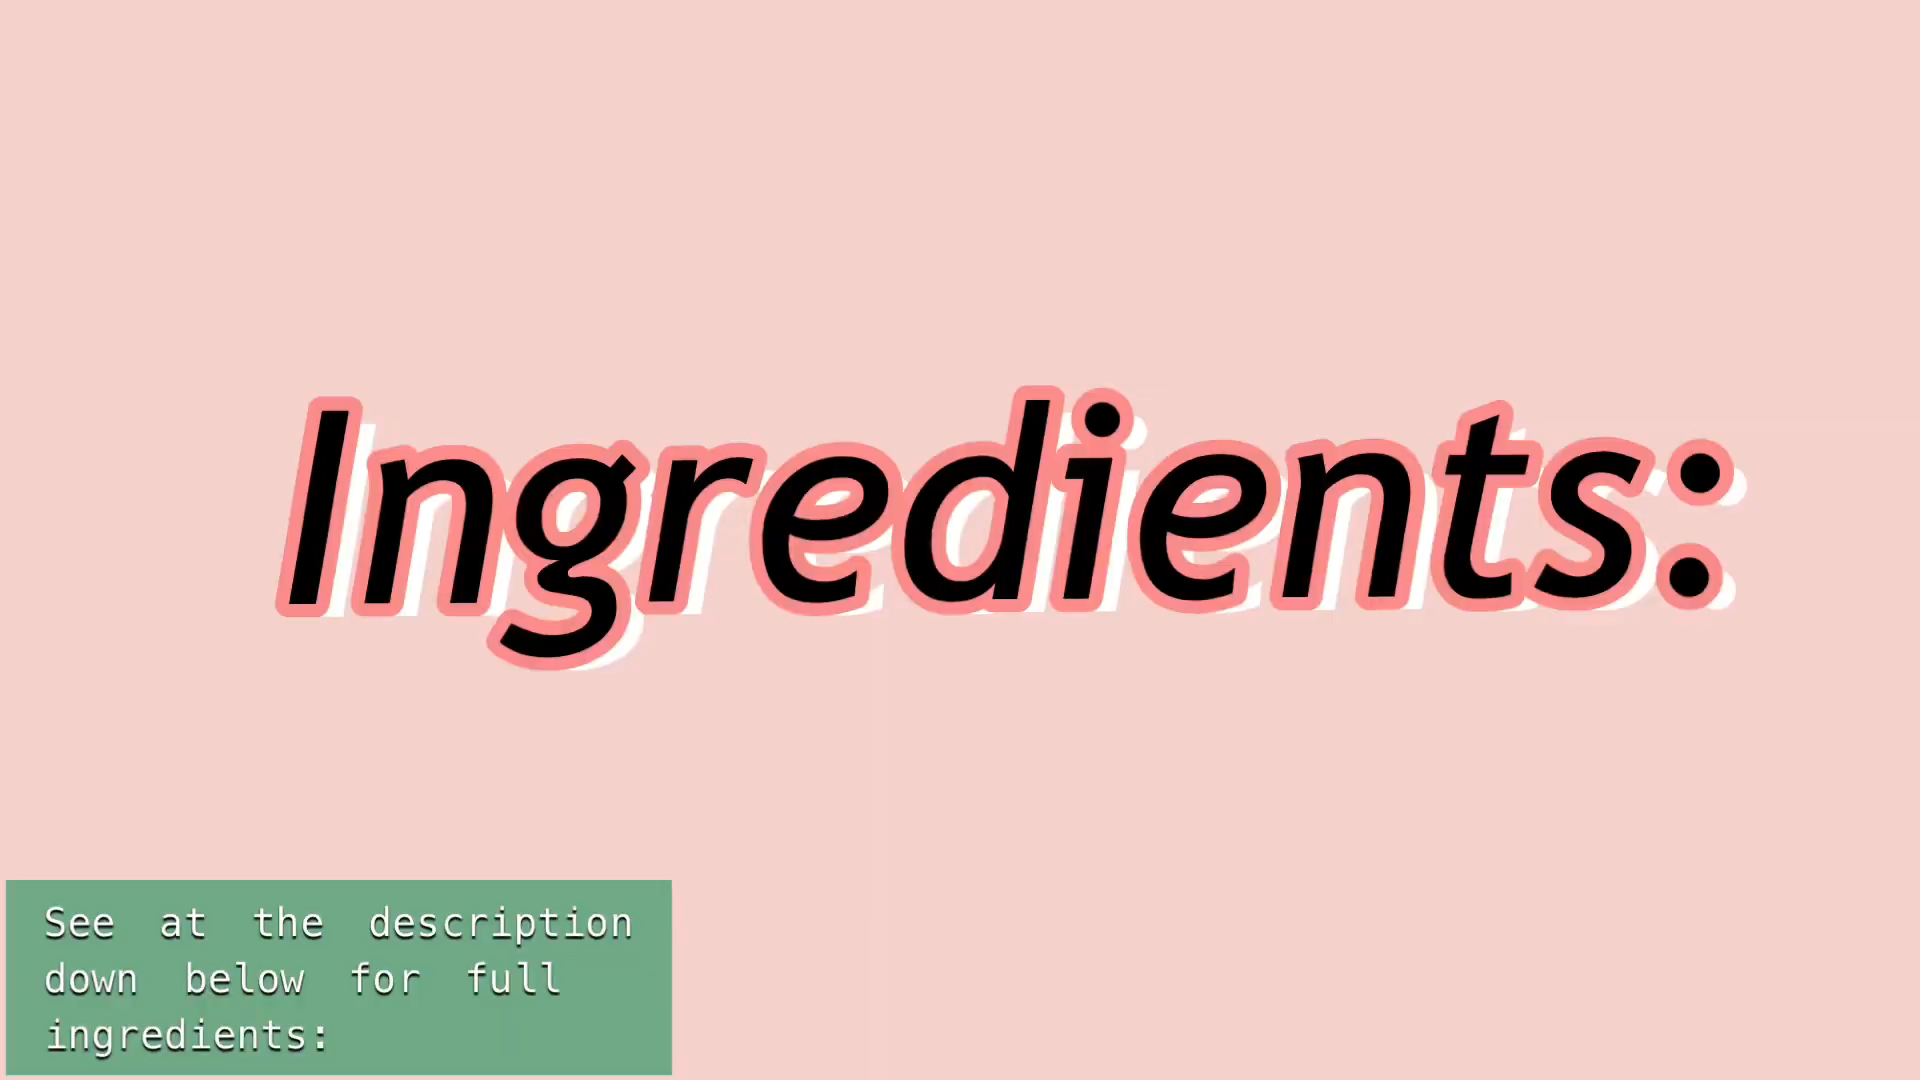 Ingredients:
See at the description
down below for full
ingredients: